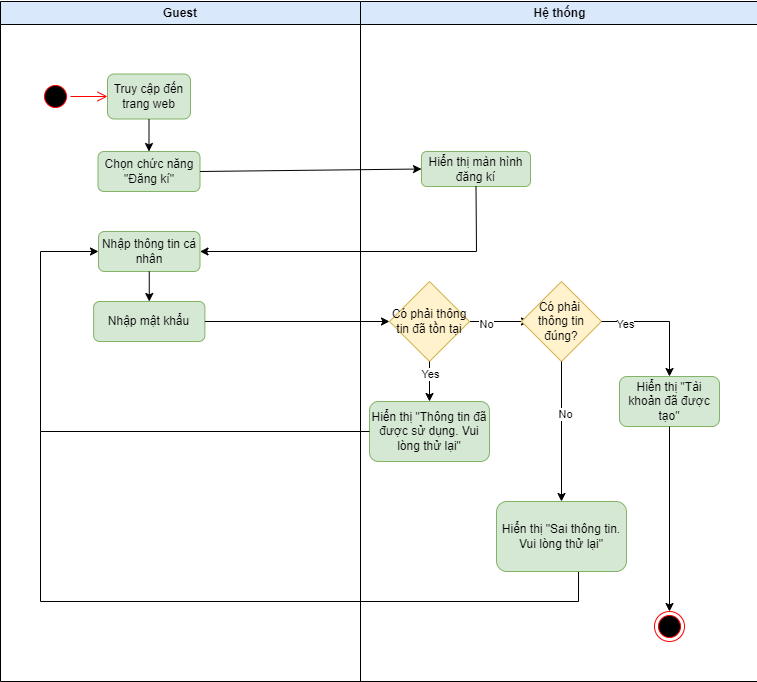 Guest
Hệ thống
Truy cập đến
trang web
Chọn chức năng
"Đăng kí"
Hiển thị màn hình
đăng kí
Nhập thông tin cá
nhân
Nhập mật khẩu
Có phải thông
tin đã tồn tại
No
Có phải
thông tin
đúng?
Yes
Yes
Hiển thị "Tải
khoản đã được
tạo"
Hiển thị "Thông tin đã
được sử dụng. Vui
lòng thử lại"
No
Hiển thị "Sai thông tin.
Vui lòng thử lại"